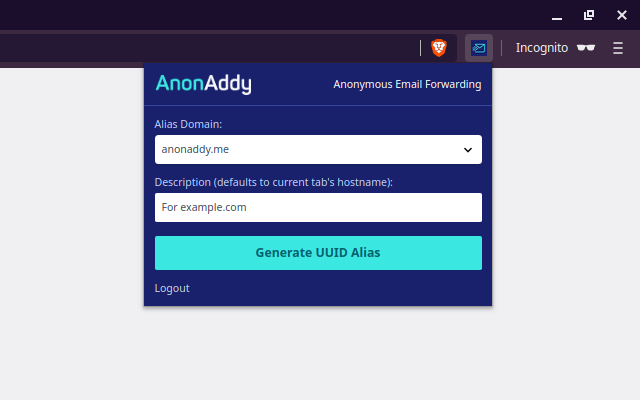 Incognito
AnonAddy
Anonymous Email Forwarding
Alias Domain:
anonaddy.me
Description (defaults to current tab's hostname):
For example.com
Generate UUID Alias
Logout